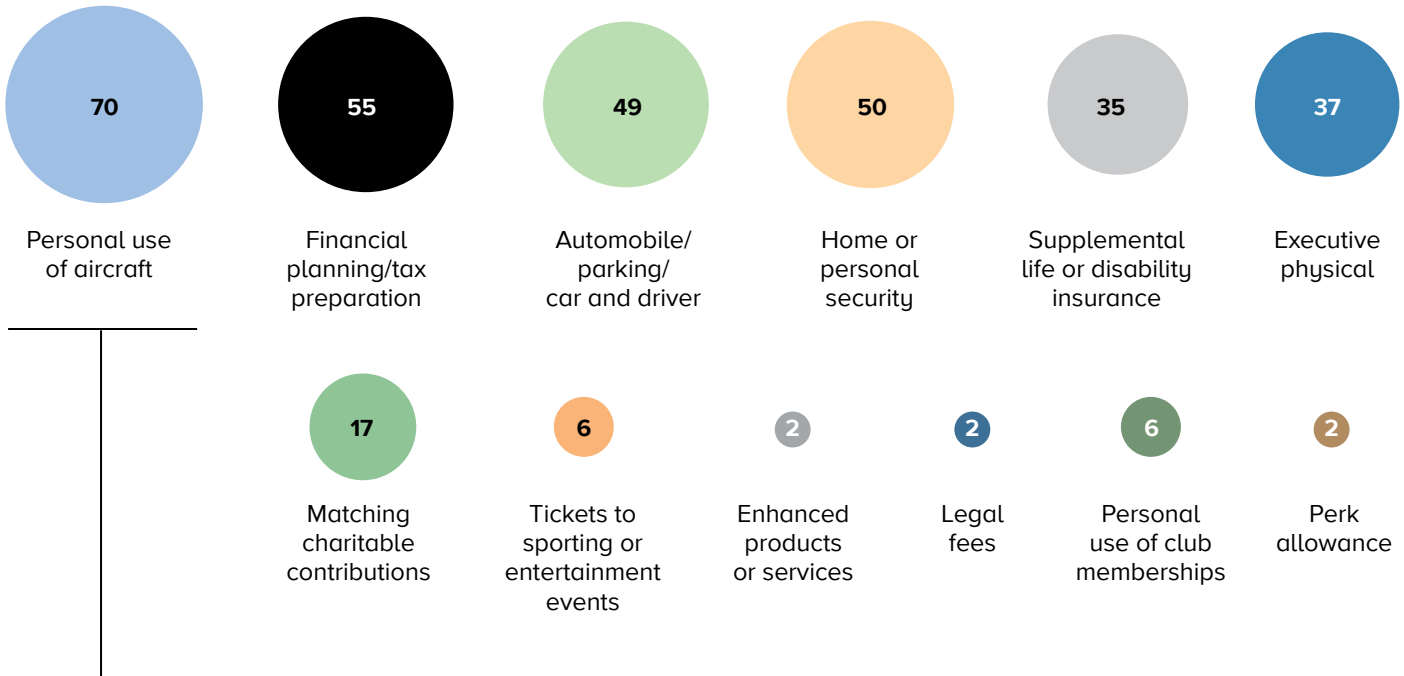 70
55
49
50
35
37
Personal use
of aircraft
Financial
planning/tax
preparation
Automobile/
parking/
car and driver
Home or
personal
security
Supplemental
life or disability
insurance
Executive
physical
17
6
2
2
6
2
Matching
charitable
contributions
Tickets to
sporting or
entertainment
events
Enhanced
products
or services
Legal
fees
Personal
use of club
memberships
Perk
allowance